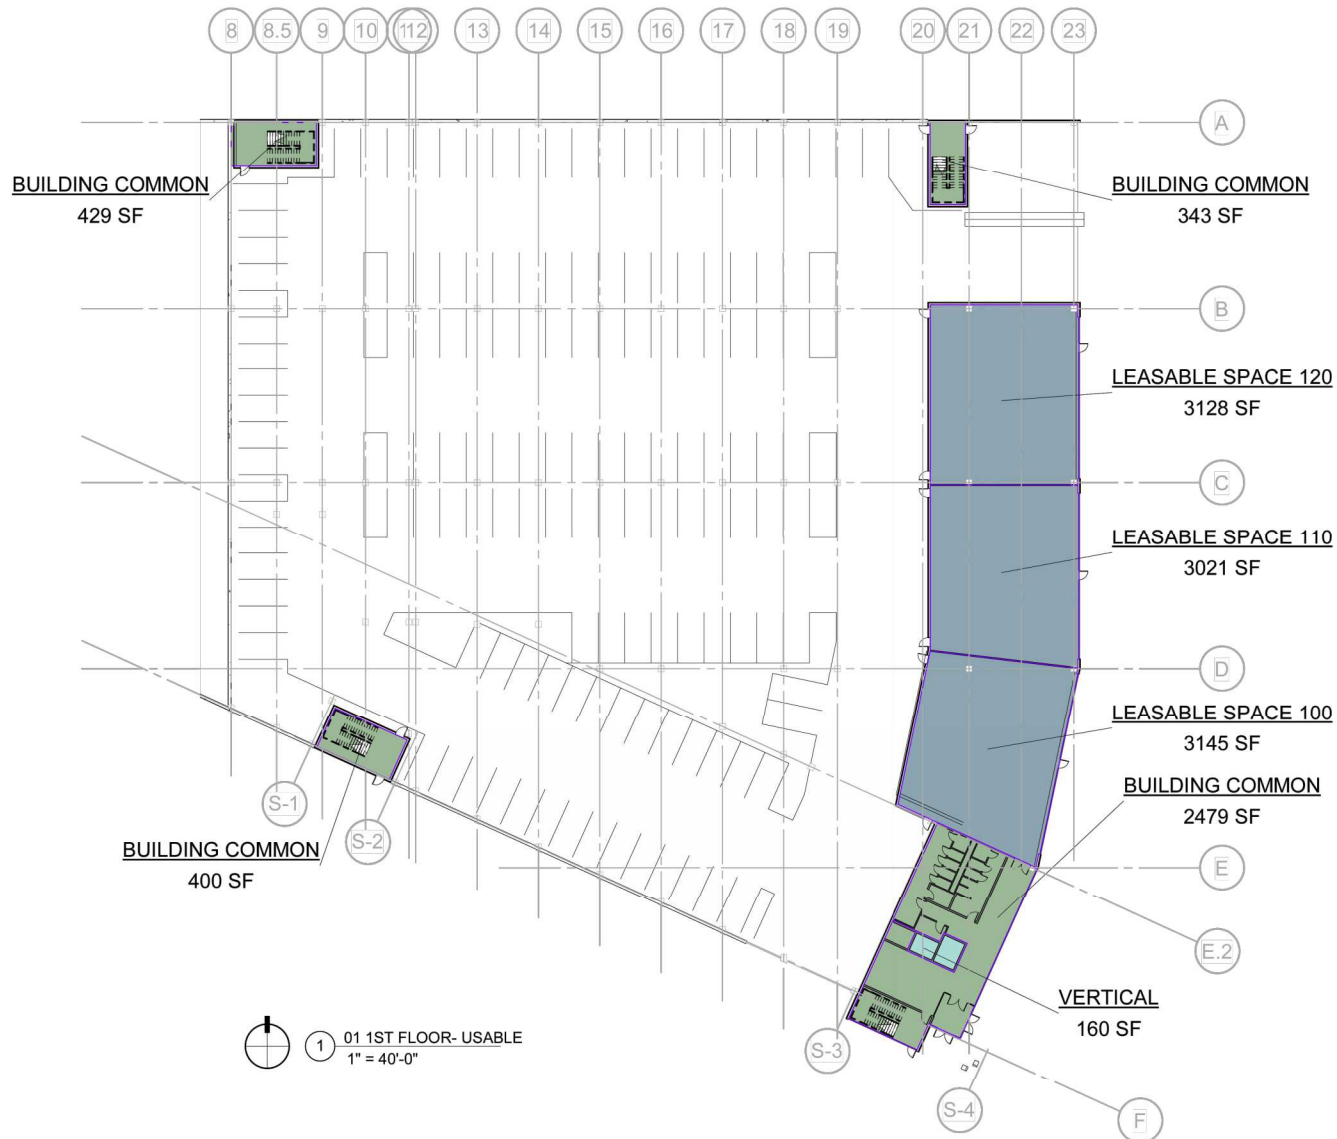 8
8.5
9
10
12
13
14
15
16
17
18
19
20
21
22
23
A
BUILDING COMMON
429 SF
BUILDING COMMON
343 SF
B
LEASABLE SPACE 120
3128 SF
C
LEASABLE SPACE 110
3021 SF
D
LEASABLE SPACE 100
3145 SF
BUILDING COMMON
2479 SF
S-1
S-2
BUILDING COMMON
400 SF
E
E.2
VERTICAL
160 SF
1
01 1ST FLOOR- USABLE
1" = 40'-0"
S-3
S-4
F